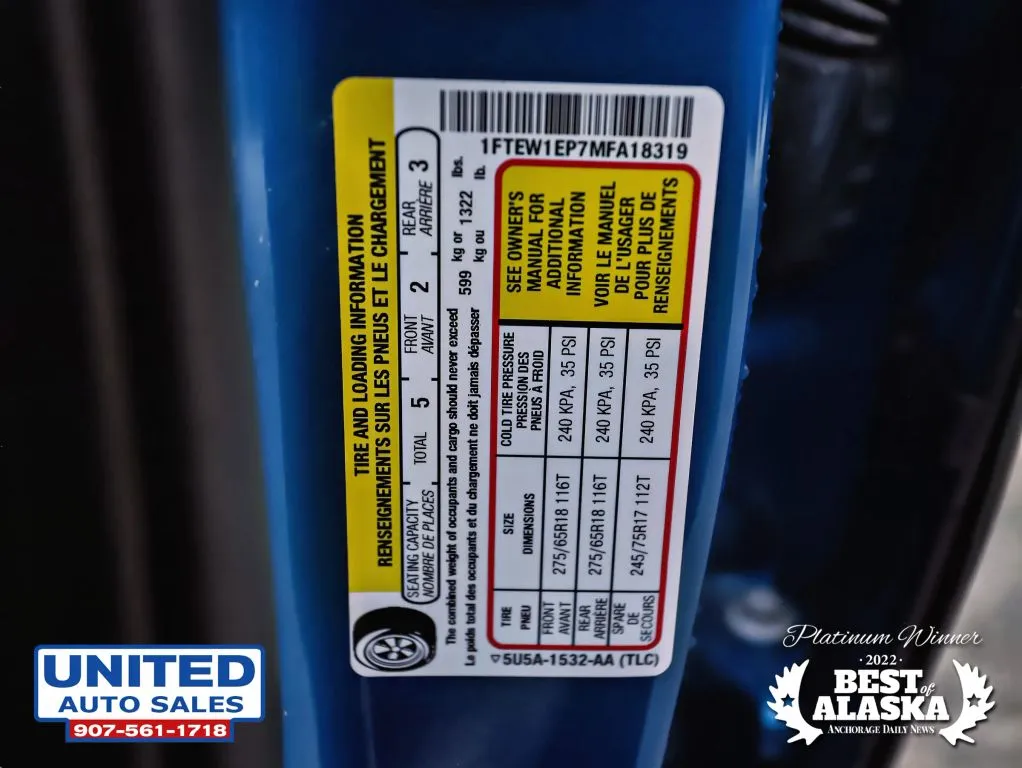 TIRE AND LOADING INFORMATION
RENSEIGNEMENTS SUR LES PNEUS ET LE CHARGEMENT
SEATING CAPACITY
NOMBRE DE PLACES
TOTAL 5
FRONT
AVANT
2
REAR
ARRIÈRE
3
The combined weight of occupants and cargo should never exceed 599 kg or 1322 lbs.
Le poids total des occupants et du chargement ne doit jamais dépasser kg ou lb.
1FTEW1EP7MFA18319
TIRE
PNEU
SIZE
DIMENSIONS
COLD TIRE PRESSURE
PRESSION DES
PNEUS À FROID
FRONT
AVANT
275/65R18 116T
240 KPA, 35 PSI
REAR
ARRIÈRE
275/65R18 116T
240 KPA, 35 PSI
SPARE
DE
SECOURS
245/75R17 112T
240 KPA, 35 PSI
SEE OWNER'S
MANUAL FOR
ADDITIONAL
INFORMATION
VOIR LE MANUEL
DE L'USAGER
POUR PLUS DE
RENSEIGNEMENTS
5U5A-1532-AA (TLC)
UNITED
AUTO SALES
907-561-1718
Platinum Winner
·2022·
BEST of
ALASKA
ANCHORAGE DAILY NEWS